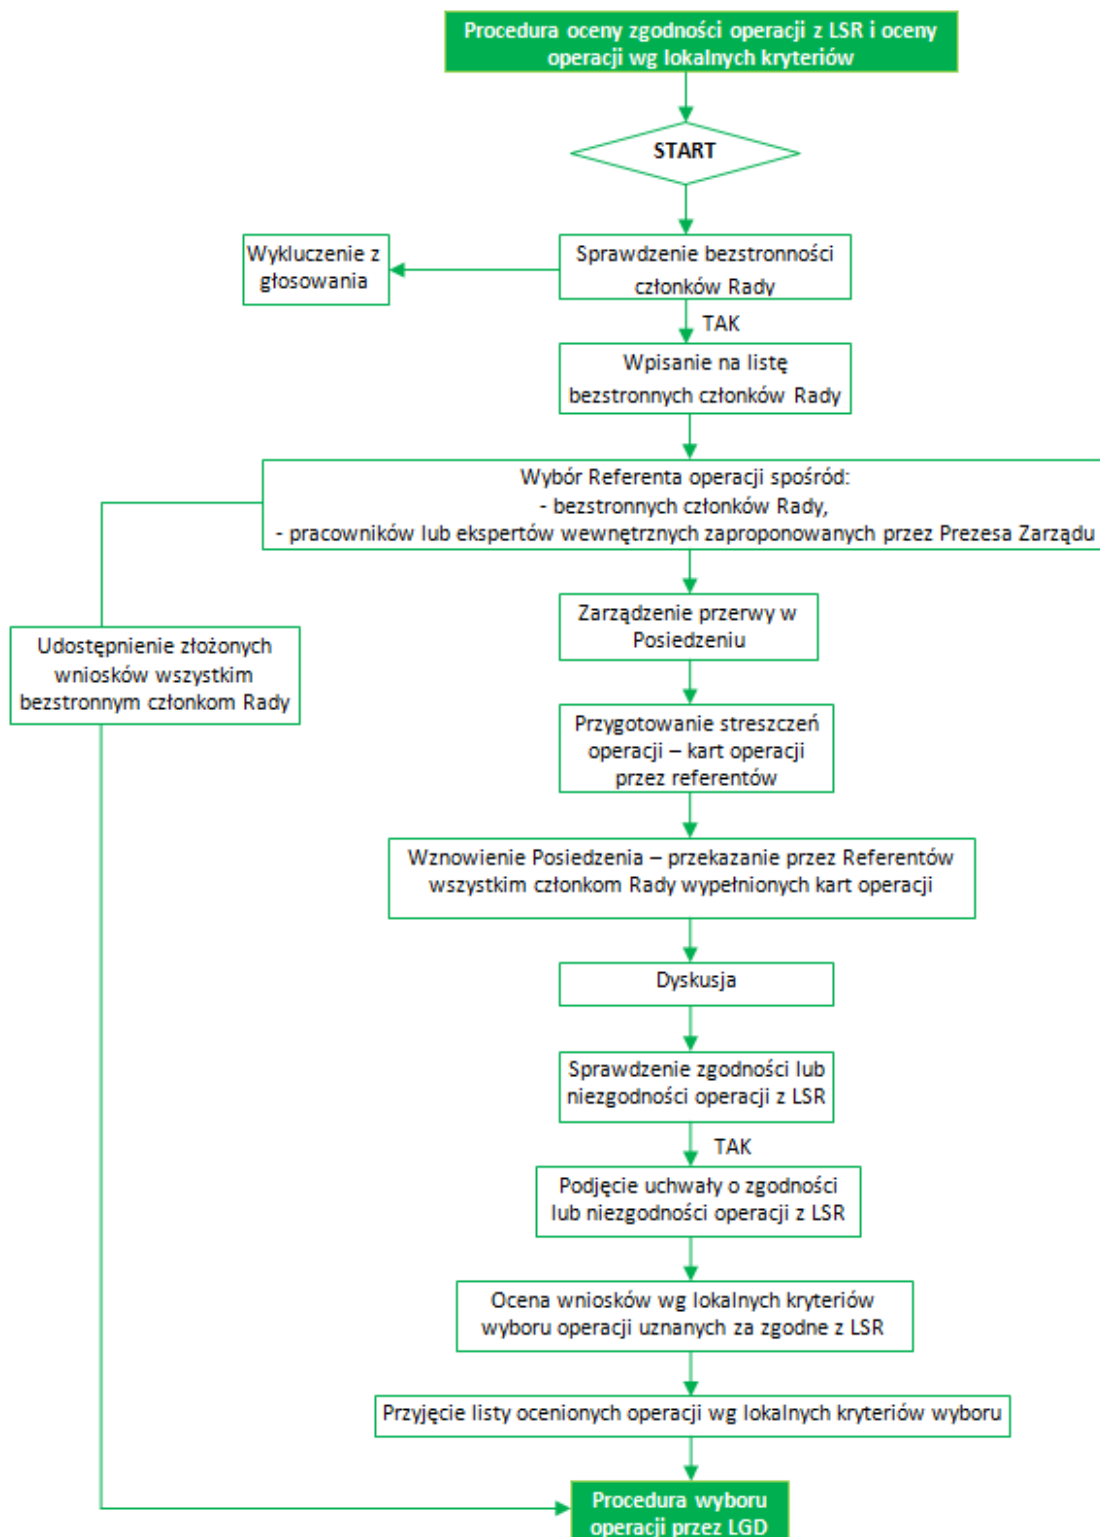 Procedura oceny zgodności operacji z LSR i oceny
operacji wg lokalnych kryteriów
START
Wykluczenie z
głosowania
Sprawdzenie bezstronności
członków Rady
TAK
Wpisanie na listę
bezstronnych członków Rady
Wybór Referenta operacji spośród:
- bezstronnych członków Rady,
- pracowników lub ekspertów wewnętrznych zaproponowanych przez Prezesa Zarządu
Udostępnienie złożonych
wniosków wszystkim
bezstronnym członkom Rady
Zarządzenie przerwy w
Posiedzeniu
Przygotowanie streszczeń
operacji – kart operacji
przez referentów
Wznowienie Posiedzenia – przekazanie przez Referentów
wszystkim członkom Rady wypełnionych kart operacji
Dyskusja
Sprawdzenie zgodności lub
niezgodności operacji z LSR
TAK
Podjęcie uchwały o zgodności
lub niezgodności operacji z LSR
Ocena wniosków wg lokalnych kryteriów
wyboru operacji uznanych za zgodne z LSR
Przyjęcie listy ocenionych operacji wg lokalnych kryteriów wyboru
Procedura wyboru
operacji przez LGD